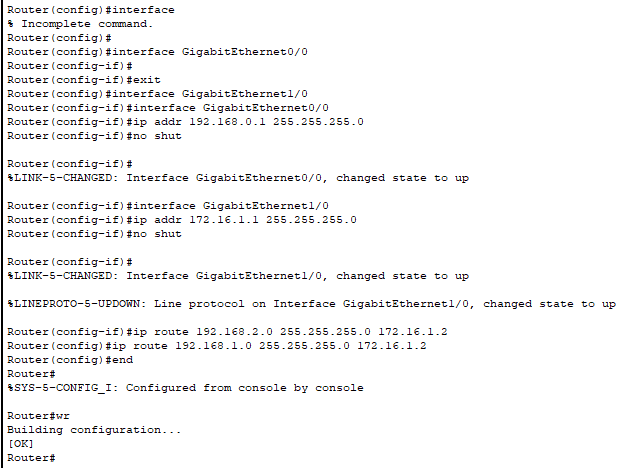 Router(config)#interface
% Incomplete command.
Router(config)#
Router(config)#interface GigabitEthernet0/0
Router(config-if)#
Router(config-if)#exit
Router(config)#interface GigabitEthernet1/0
Router(config-if)#interface GigabitEthernet0/0
Router(config-if)#ip addr 192.168.0.1 255.255.255.0
Router(config-if)#no shut
Router(config-if)#
%LINK-5-CHANGED: Interface GigabitEthernet0/0, changed state to up
Router(config-if)#interface GigabitEthernet1/0
Router(config-if)#ip addr 172.16.1.1 255.255.255.0
Router(config-if)#no shut
Router(config-if)#
%LINK-5-CHANGED: Interface GigabitEthernet1/0, changed state to up
%LINEPROTO-5-UPDOWN: Line protocol on Interface GigabitEthernet1/0, changed state to up
Router(config-if)#ip route 192.168.2.0 255.255.255.0 172.16.1.2
Router(config)#ip route 192.168.1.0 255.255.255.0 172.16.1.2
Router(config)#end
Router#
%SYS-5-CONFIG_I: Configured from console by console
Router#wr
Building configuration...
[OK]
Router#